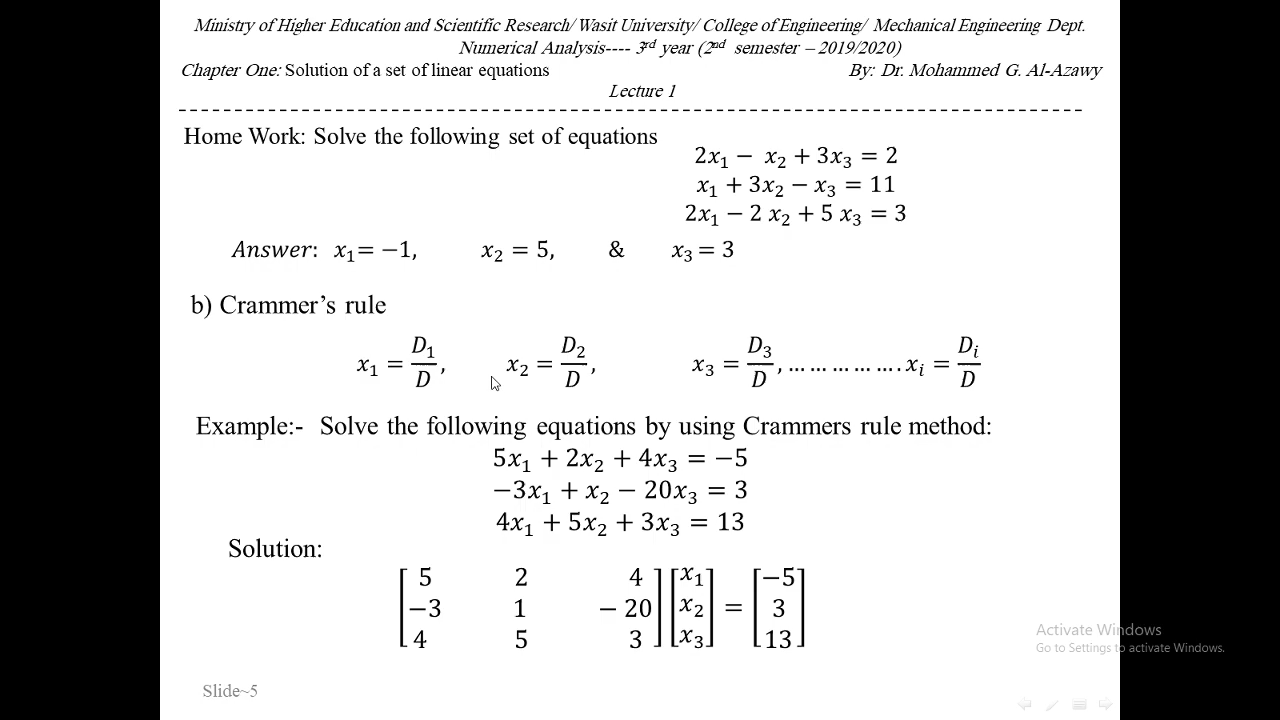 Ministry of Higher Education and Scientific Research/ Wasit University/ College of Engineering/ Mechanical Engineering Dept.
Numerical Analysis---- 3rd year (2nd semester – 2019/2020)
Chapter One: Solution of a set of linear equations By: Dr. Mohammed G. Al-Azawy
Lecture 1
Home Work: Solve the following set of equations
2x₁ − x₂ + 3x₃ = 2
x₁ + 3x₂ − x₃ = 11
2x₁ − 2 x₂ + 5 x₃ = 3
Answer: x₁= −1, x₂ = 5, & x₃ = 3
b) Crammer’s rule
x₁ = D₁/D, x₂ = D₂/D, x₃ = D₃/D, … … … … …. xᵢ = Dᵢ/D
Example:- Solve the following equations by using Crammers rule method:
5x₁ + 2x₂ + 4x₃ = −5
−3x₁ + x₂ − 20x₃ = 3
4x₁ + 5x₂ + 3x₃ = 13
Solution:
[5 2 4] [x₁] [−5]
[−3 1 − 20] [x₂] = [3]
[4 5 3] [x₃] [13]
Activate Windows
Go to Settings to activate Windows.
Slide~5